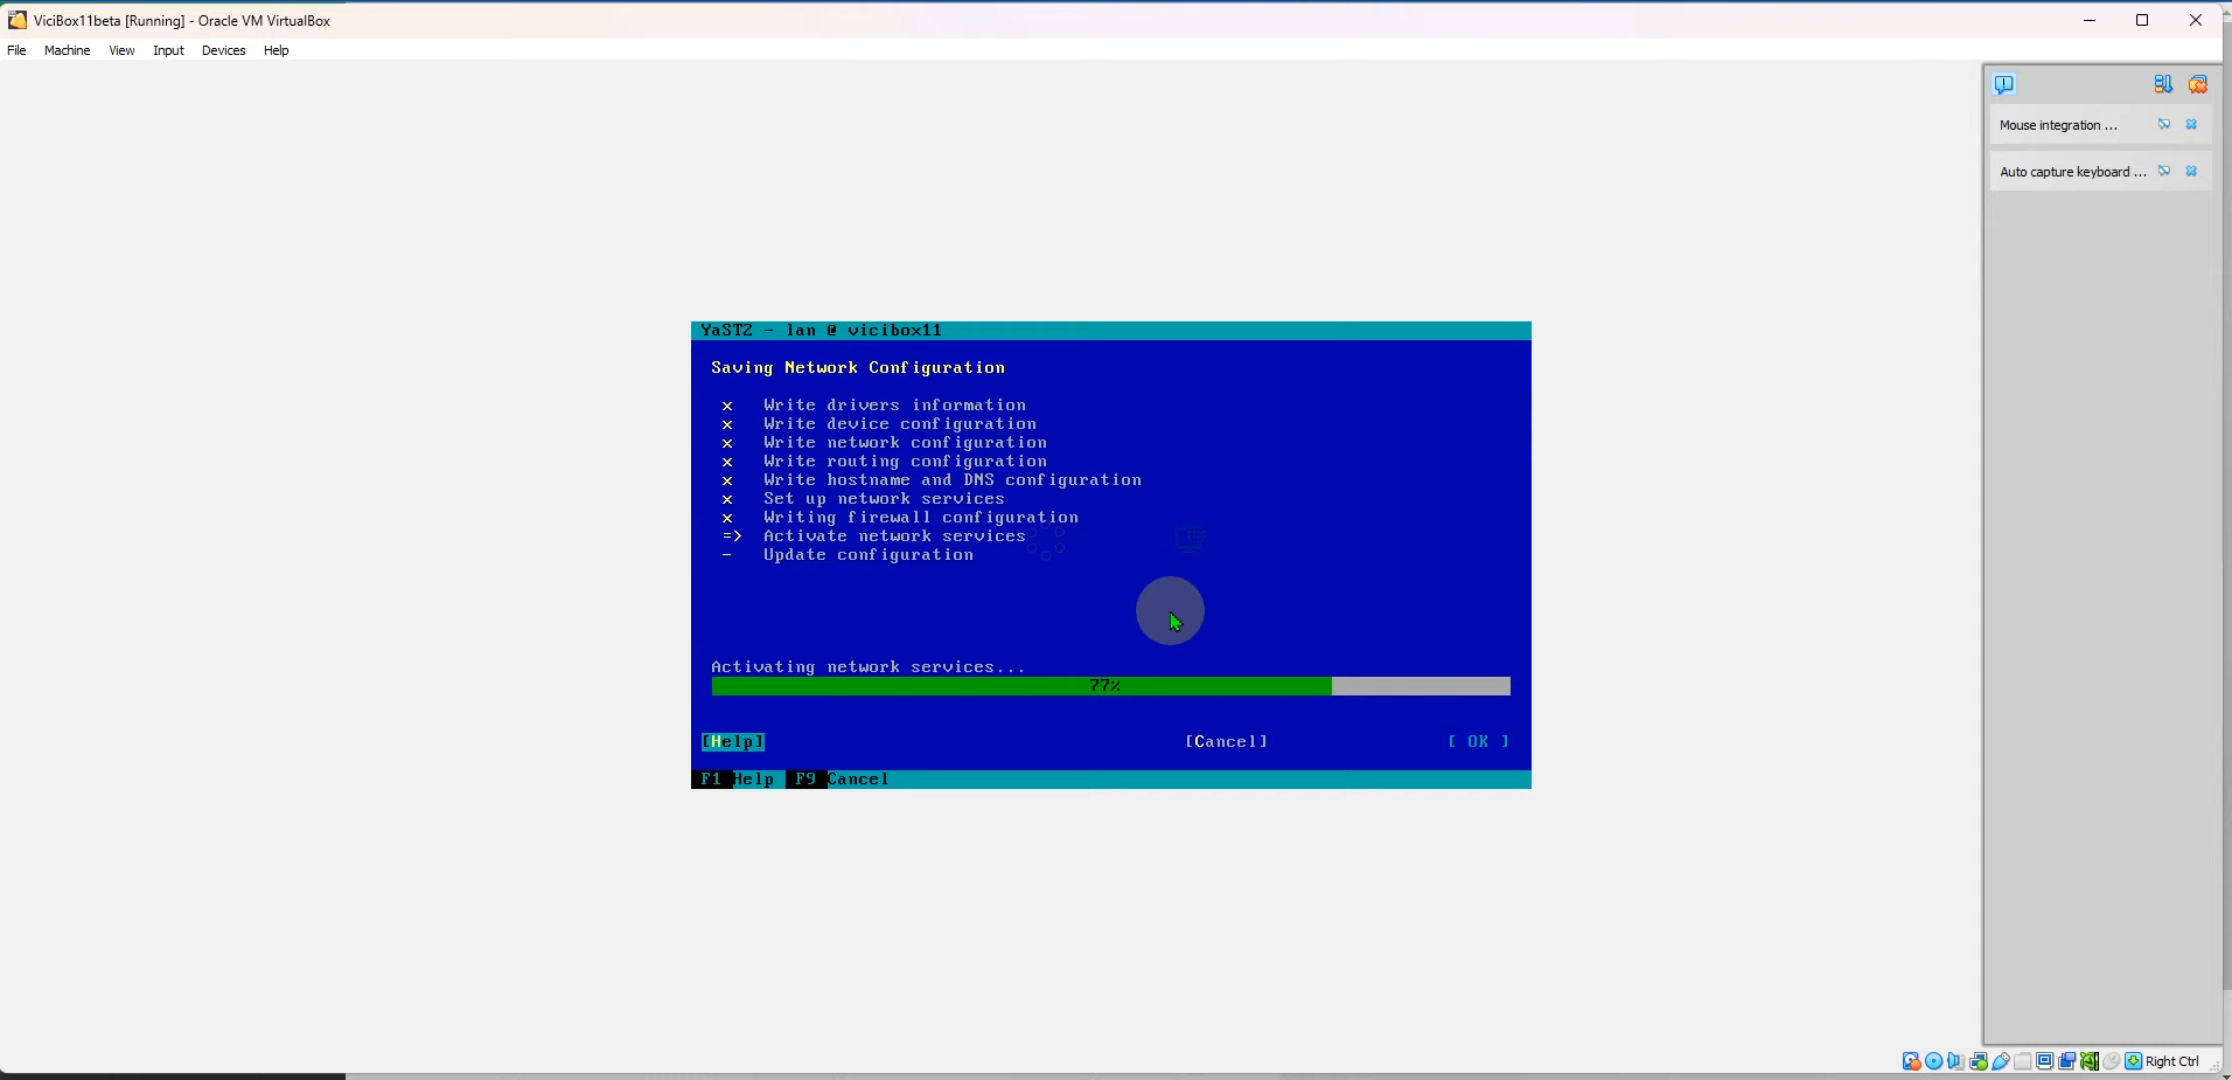 ViciBox11beta [Running] - Oracle VM VirtualBox
File Machine View Input Devices Help
Mouse integration ...
Auto capture keyboard ...
YaST2 - lan @ vicibox11
Saving Network Configuration
x Write drivers information
x Write device configuration
x Write network configuration
x Write routing configuration
x Write hostname and DNS configuration
x Set up network services
x Writing firewall configuration
=> Activate network services
- Update configuration
Activating network services...
77%
[Help] [Cancel] [ OK ]
F1 Help F9 Cancel
Right Ctrl